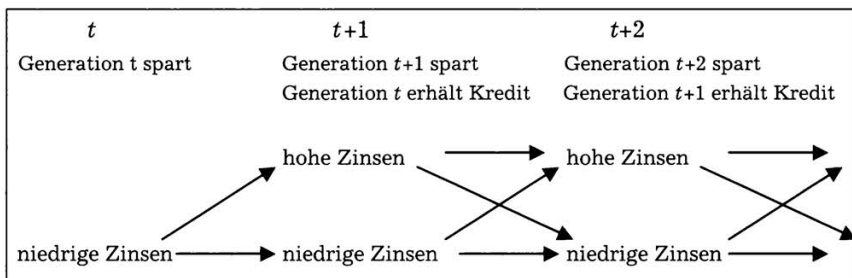 t t+1 t+2
Generation t spart Generation t+1 spart Generation t+2 spart
Generation t erhält Kredit Generation t+1 erhält Kredit
hohe Zinsen hohe Zinsen
niedrige Zinsen niedrige Zinsen niedrige Zinsen